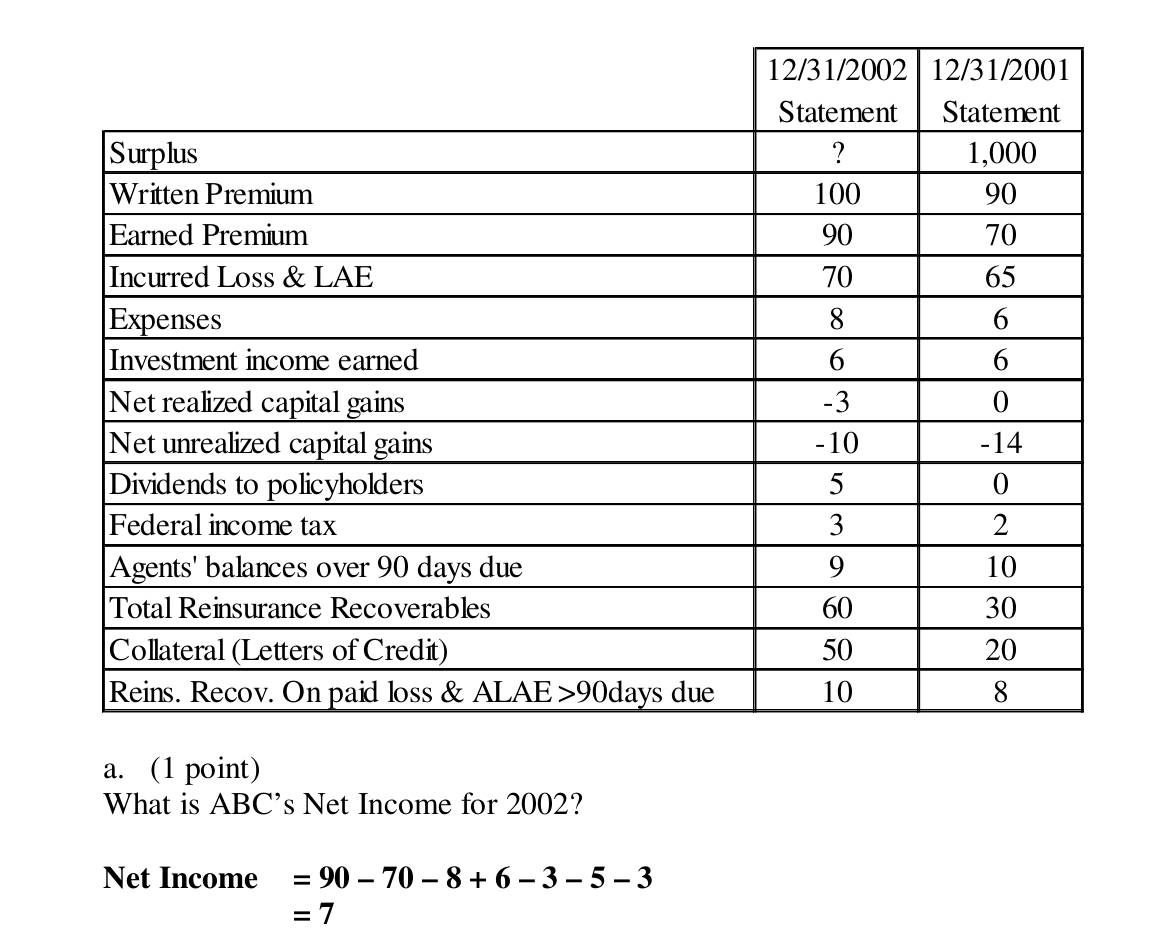 12/31/2002 12/31/2001
Statement Statement
Surplus ? 1,000
Written Premium 100 90
Earned Premium 90 70
Incurred Loss & LAE 70 65
Expenses 8 6
Investment income earned 6 6
Net realized capital gains -3 0
Net unrealized capital gains -10 -14
Dividends to policyholders 5 0
Federal income tax 3 2
Agents' balances over 90 days due 9 10
Total Reinsurance Recoverables 60 30
Collateral (Letters of Credit) 50 20
Reins. Recov. On paid loss & ALAE >90days due 10 8
a. (1 point)
What is ABC’s Net Income for 2002?
Net Income = 90 – 70 – 8 + 6 – 3 – 5 – 3
= 7